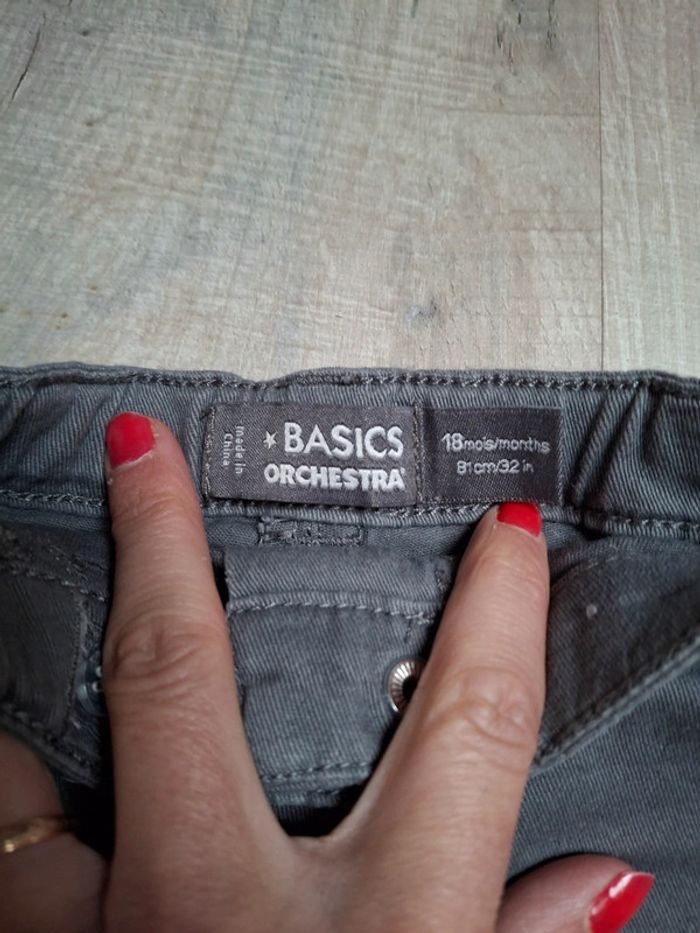 made in
China
BASICS
ORCHESTRA
18mois/months
81cm/32 in